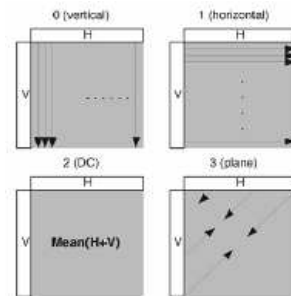 0 (vertical)
H
V
1 (horizontal)
H
V
2 (DC)
H
V
Mean(H+V)
3 (plane)
H
V